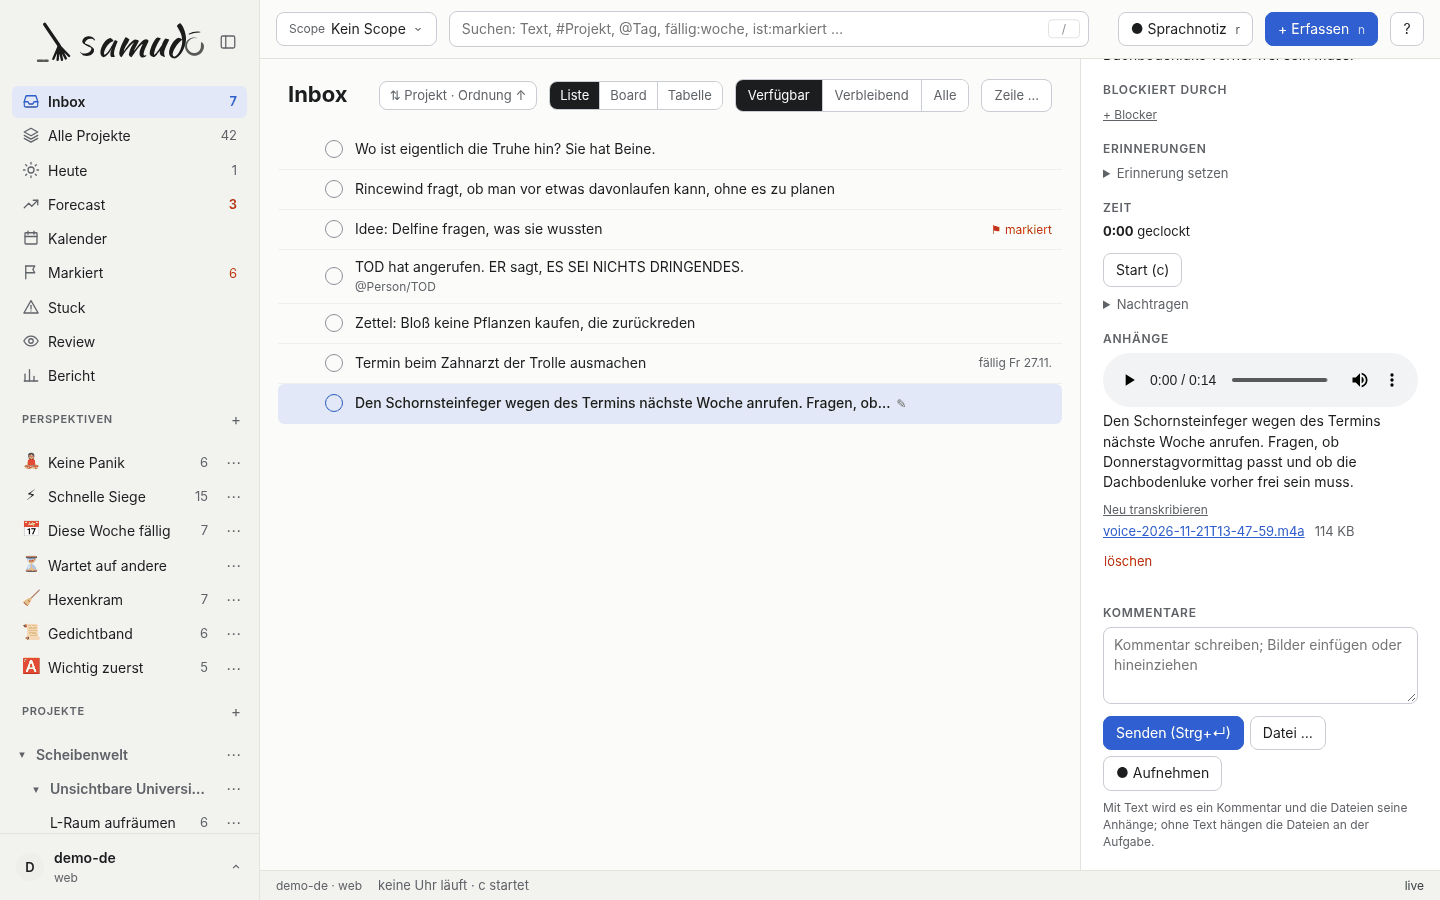 samudo
Inbox 7
Alle Projekte 42
Heute 1
Forecast 3
Kalender
Markiert 6
Stuck
Review
Bericht
PERSPEKTIVEN +
Keine Panik 6 ...
Schnelle Siege 15 ...
Diese Woche fällig 7 ...
Wartet auf andere ...
Hexenkram 7 ...
Gedichtband 6 ...
A Wichtig zuerst 5 ...
PROJEKTE +
Scheibenwelt ...
Unsichtbare Universi... ...
L-Raum aufräumen 6 ...
D demo-de
web
Scope Kein Scope
Suchen: Text, #Projekt, @Tag, fällig:woche, ist:markiert ... /
● Sprachnotiz r
+ Erfassen n
?
Inbox
⇅ Projekt · Ordnung ↑
Liste Board Tabelle
Verfügbar Verbleibend Alle
Zeile ...
Wo ist eigentlich die Truhe hin? Sie hat Beine.
Rincewind fragt, ob man vor etwas davonlaufen kann, ohne es zu planen
Idee: Delfine fragen, was sie wussten ⚑ markiert
TOD hat angerufen. ER sagt, ES SEI NICHTS DRINGENDES.
@Person/TOD
Zettel: Bloß keine Pflanzen kaufen, die zurückreden
Termin beim Zahnarzt der Trolle ausmachen fällig Fr 27.11.
Den Schornsteinfeger wegen des Termins nächste Woche anrufen. Fragen, ob... ✎
Dachbodenluke vorher frei sein muss.
BLOCKIERT DURCH
+ Blocker
ERINNERUNGEN
▶ Erinnerung setzen
ZEIT
0:00 geclockt
Start (c)
▶ Nachtragen
ANHÄNGE
0:00 / 0:14
Den Schornsteinfeger wegen des Termins
nächste Woche anrufen. Fragen, ob
Donnerstagvormittag passt und ob die
Dachbodenluke vorher frei sein muss.
Neu transkribieren
voice-2026-11-21T13-47-59.m4a 114 KB
löschen
KOMMENTARE
Kommentar schreiben; Bilder einfügen oder
hineinziehen
Senden (Strg+↵) Datei ...
● Aufnehmen
Mit Text wird es ein Kommentar und die Dateien seine
Anhänge; ohne Text hängen die Dateien an der
Aufgabe.
demo-de · web keine Uhr läuft · c startet
live